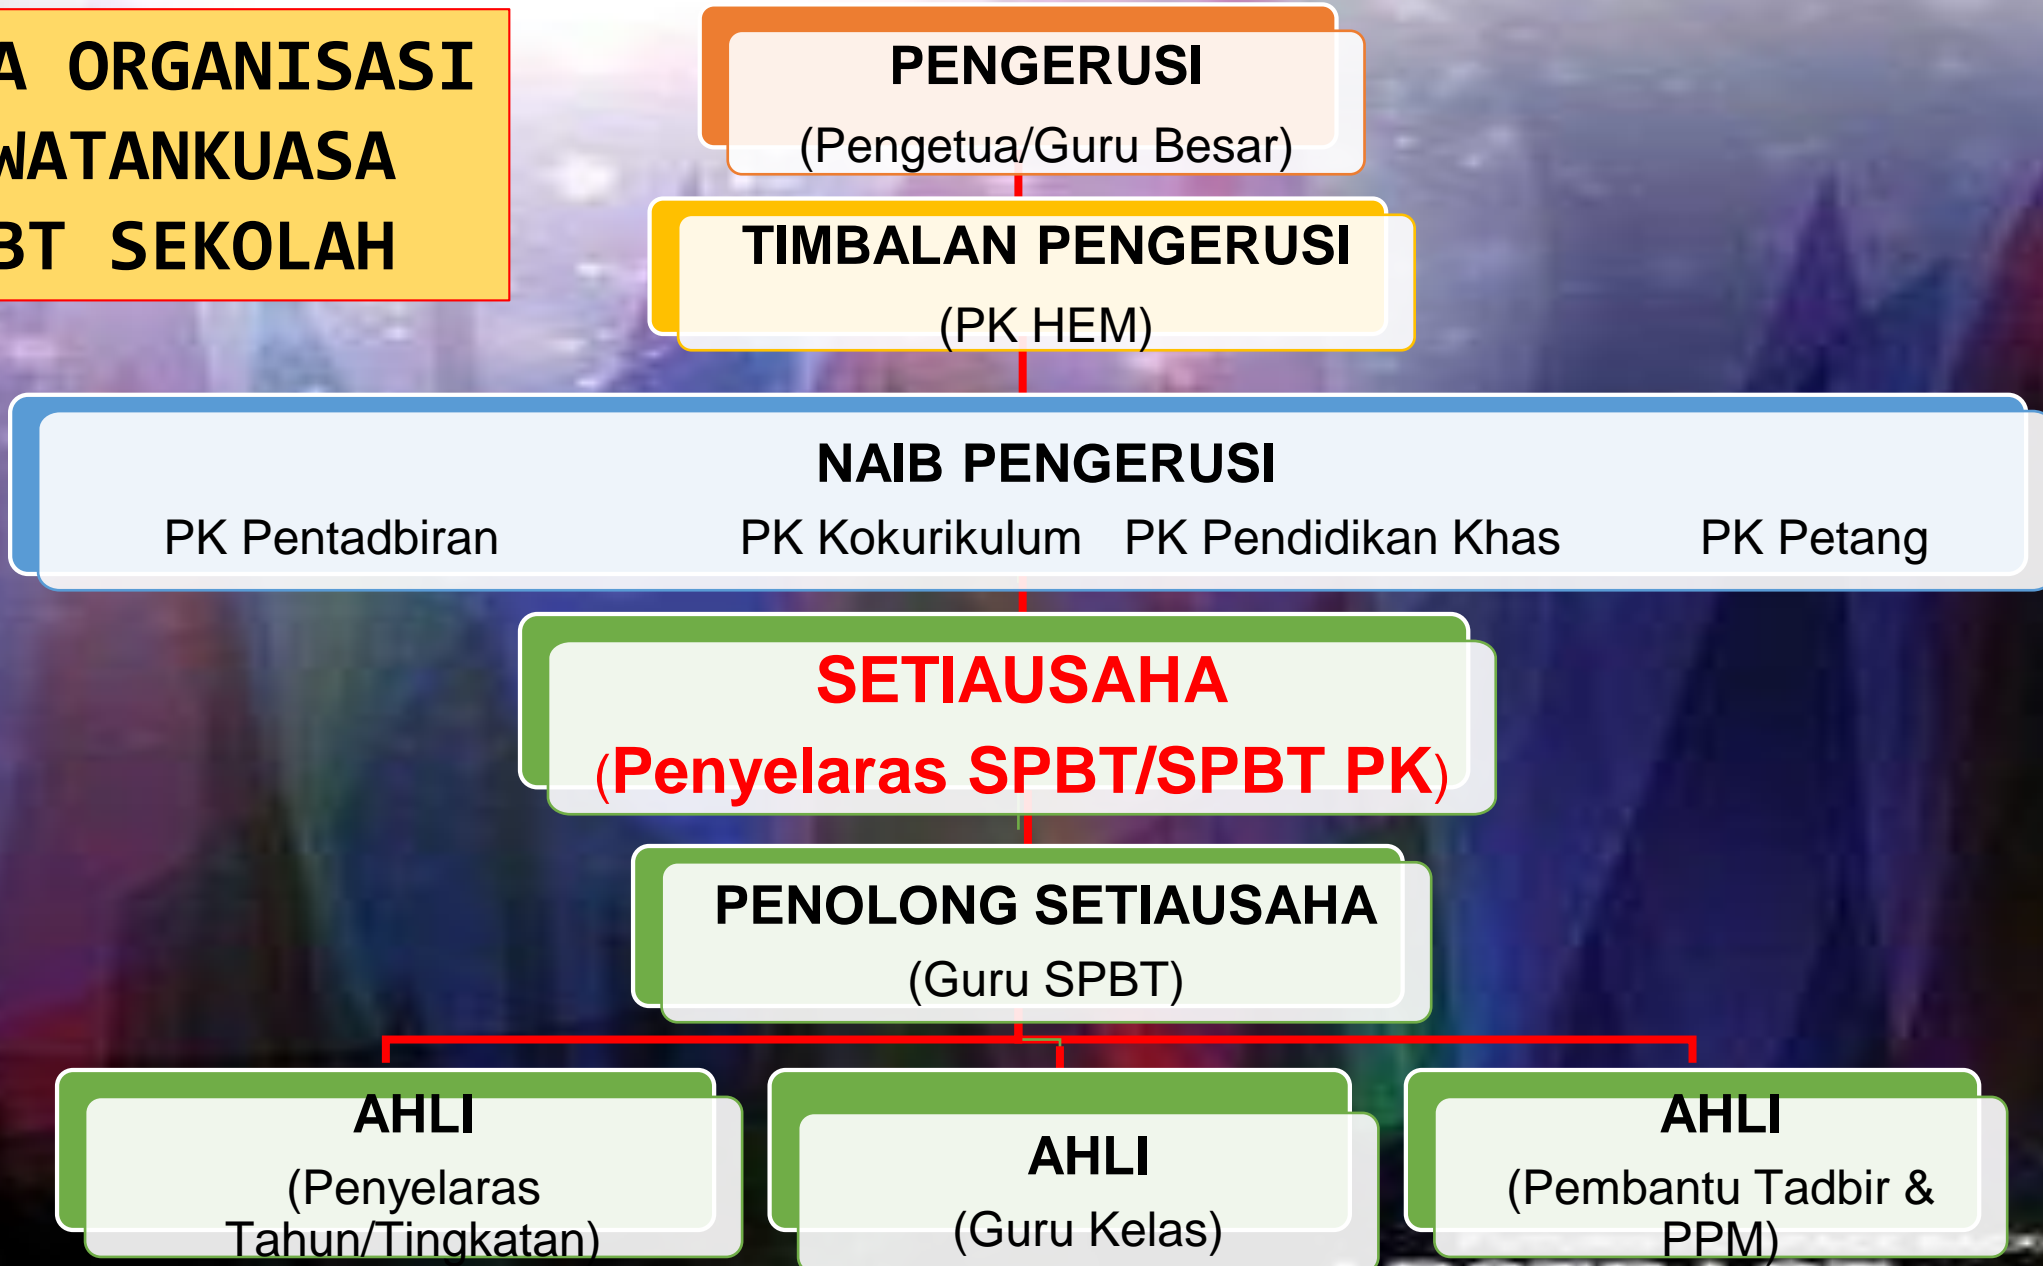 A ORGANISASI
WATANKUASA
BT SEKOLAH
PENGERUSI
(Pengetua/Guru Besar)
TIMBALAN PENGERUSI
(PK HEM)
NAIB PENGERUSI
PK Pentadbiran PK Kokurikulum PK Pendidikan Khas PK Petang
SETIAUSAHA
(Penyelaras SPBT/SPBT PK)
PENOLONG SETIAUSAHA
(Guru SPBT)
AHLI
(Penyelaras
Tahun/Tingkatan)
AHLI
(Guru Kelas)
AHLI
(Pembantu Tadbir &
PPM)